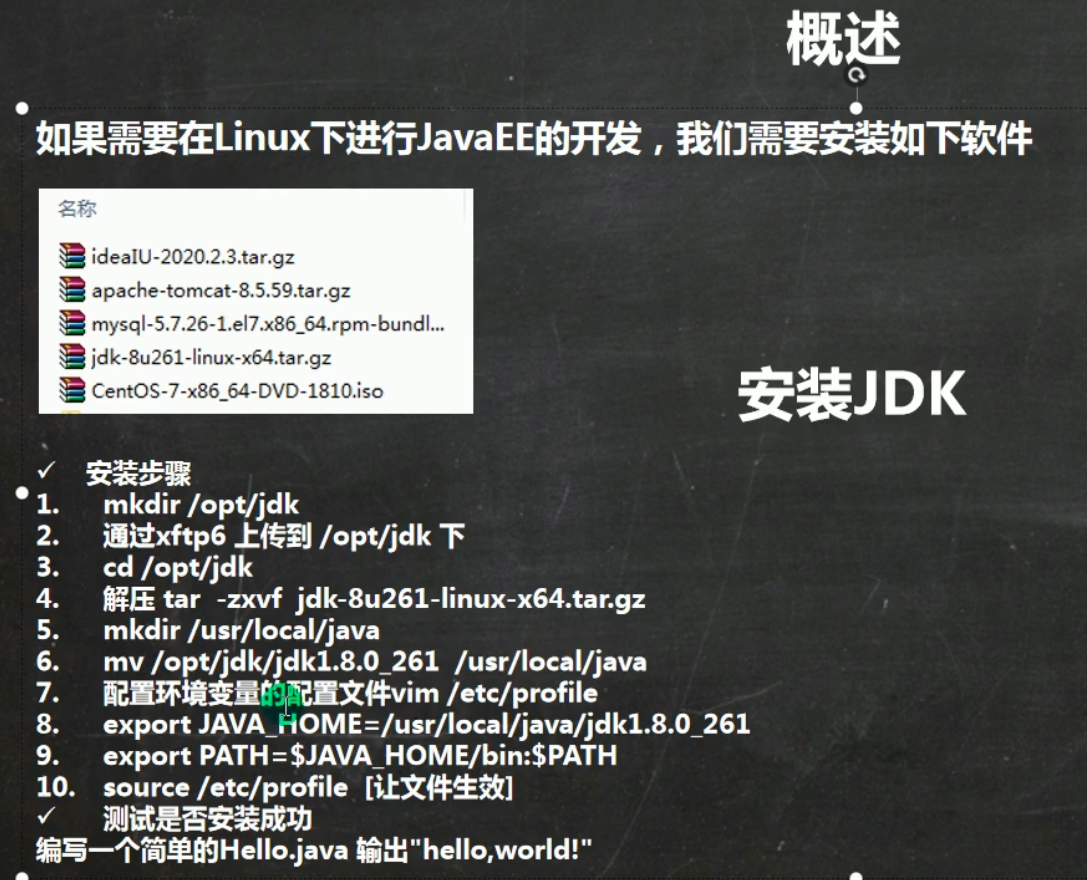 概述
如果需要在Linux下进行JavaEE的开发，我们需要安装如下软件
名称
ideaIU-2020.2.3.tar.gz
apache-tomcat-8.5.59.tar.gz
mysql-5.7.26-1.el7.x86_64.rpm-bundl...
jdk-8u261-linux-x64.tar.gz
CentOS-7-x86_64-DVD-1810.iso
安装JDK
✓ 安装步骤
1. mkdir /opt/jdk
2. 通过xftp6 上传到 /opt/jdk 下
3. cd /opt/jdk
4. 解压 tar -zxvf jdk-8u261-linux-x64.tar.gz
5. mkdir /usr/local/java
6. mv /opt/jdk/jdk1.8.0_261 /usr/local/java
7. 配置环境变量的配置文件vim /etc/profile
8. export JAVA_HOME=/usr/local/java/jdk1.8.0_261
9. export PATH=$JAVA_HOME/bin:$PATH
10. source /etc/profile [让文件生效]
✓ 测试是否安装成功
编写一个简单的Hello.java 输出"hello,world!"